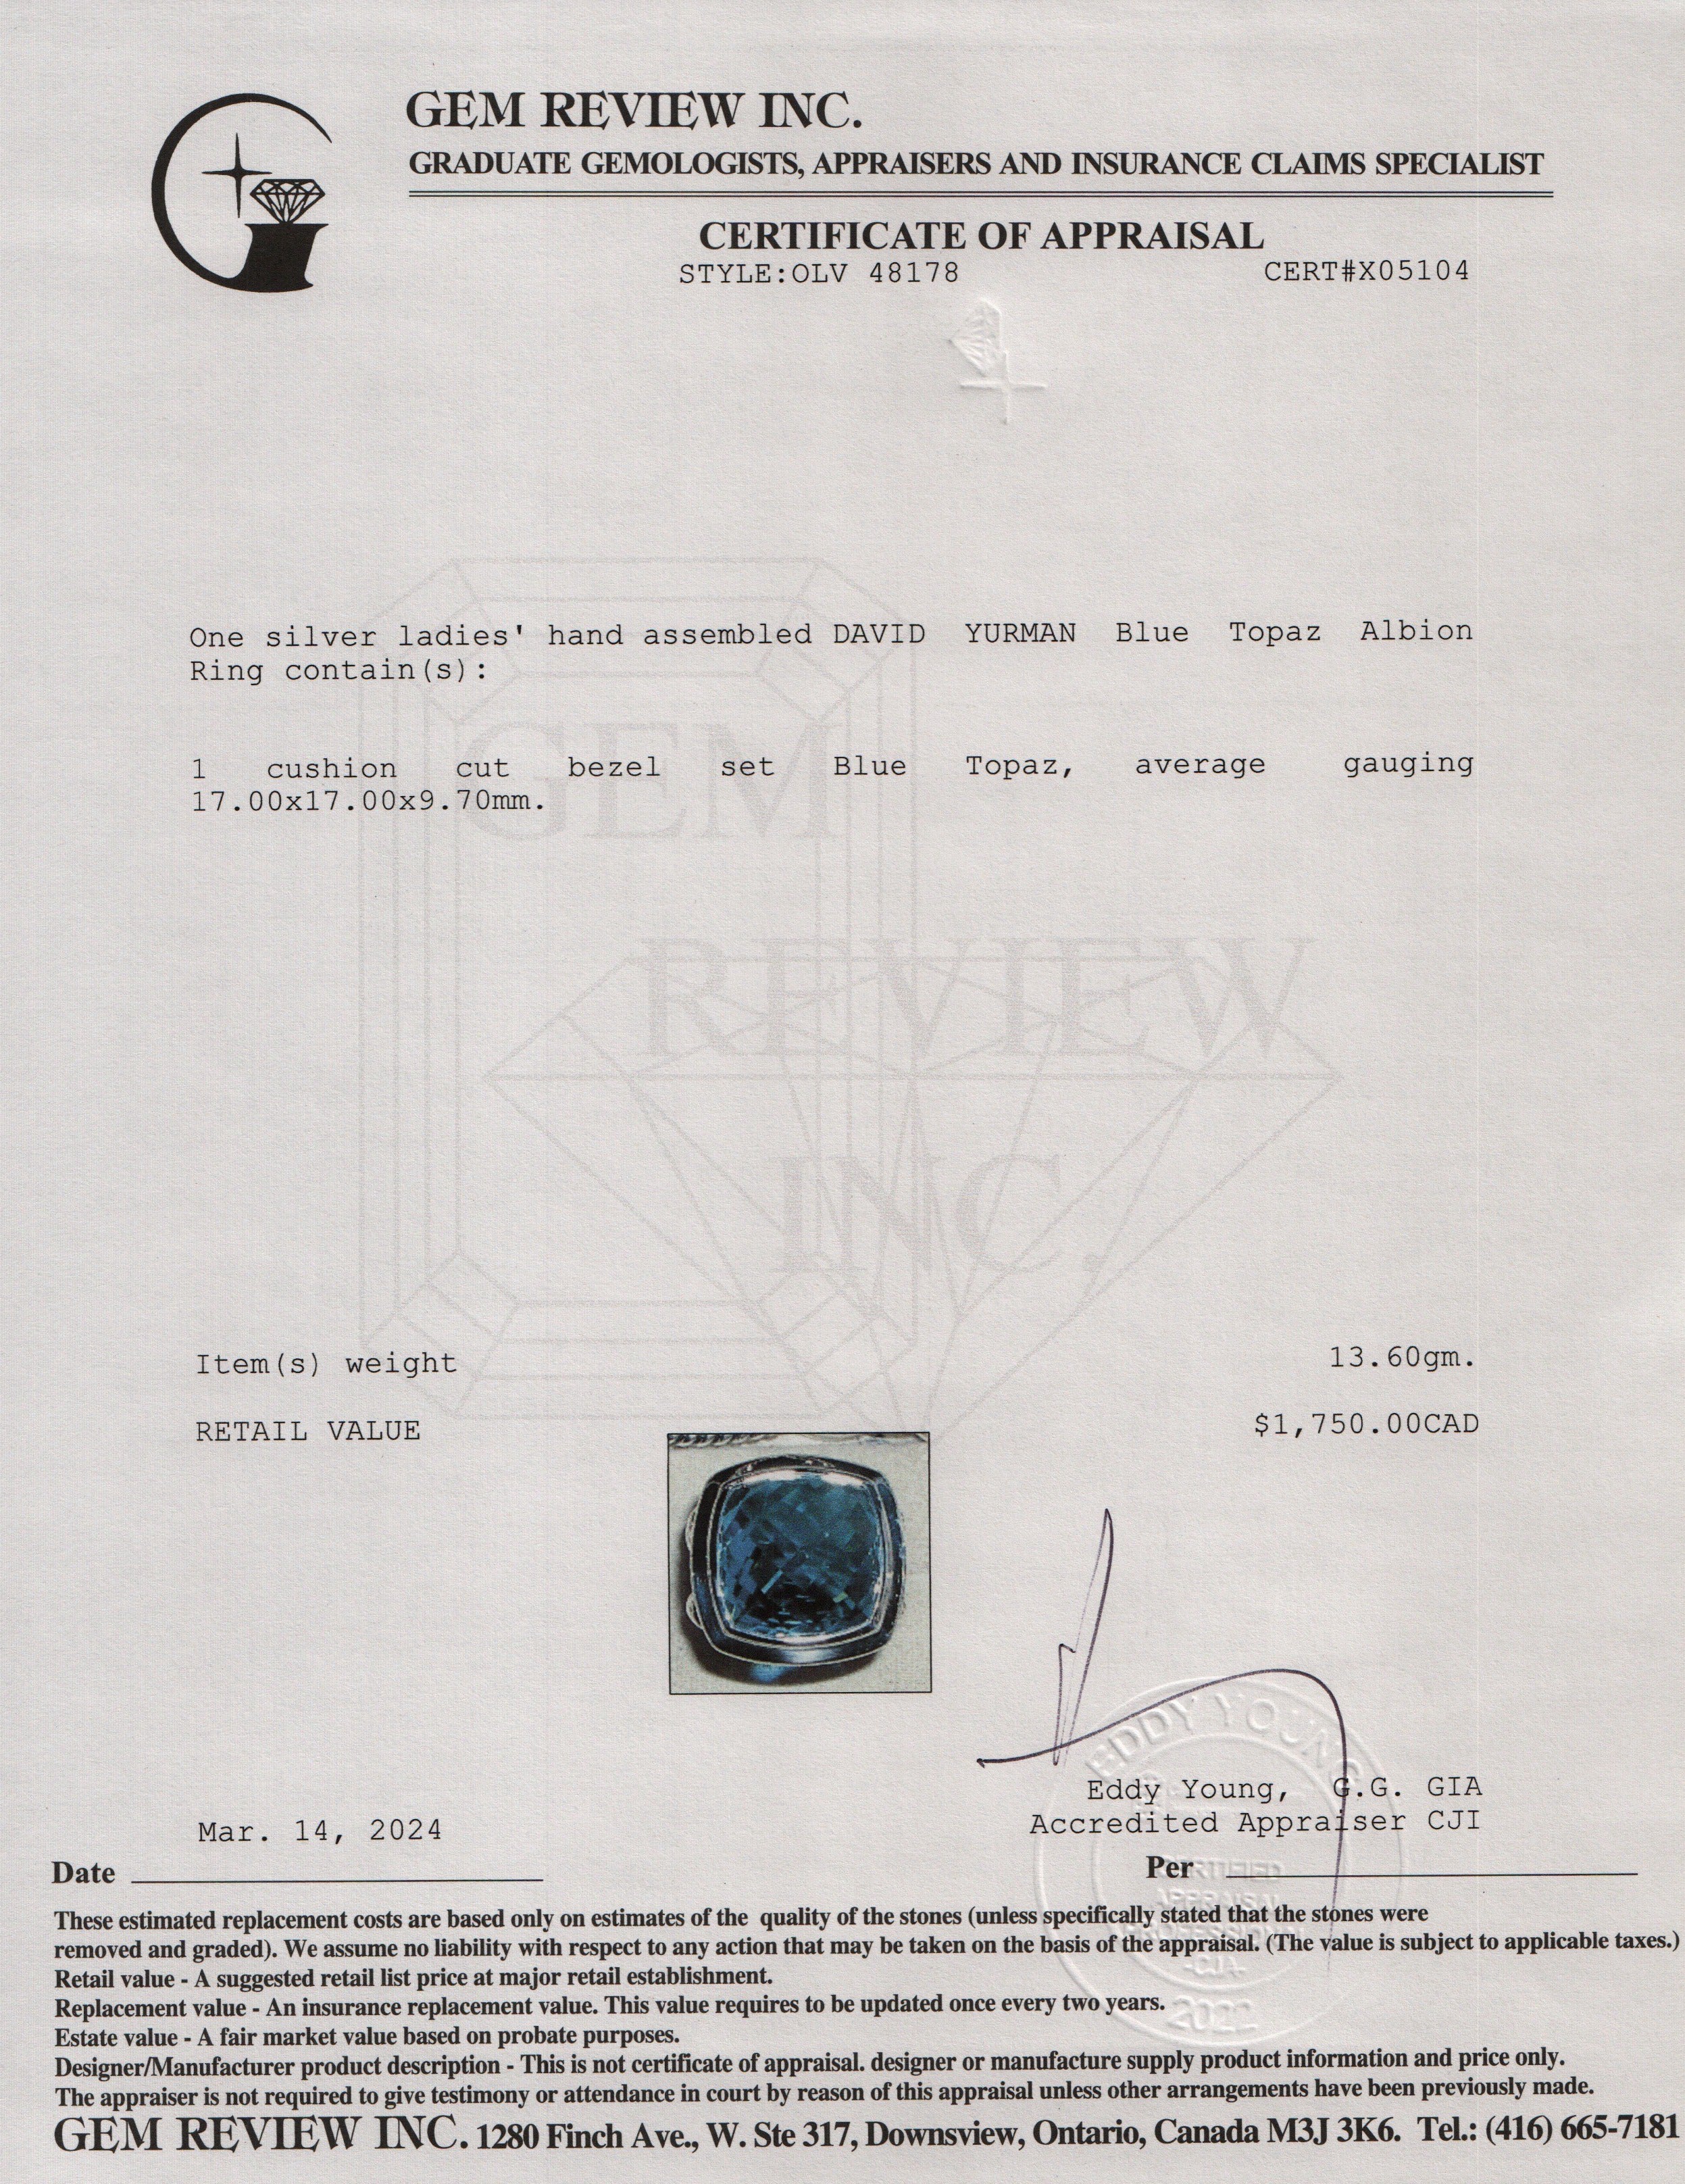 GEM REVIEW INC.
GRADUATE GEMOLOGISTS, APPRAISERS AND INSURANCE CLAIMS SPECIALIST
CERTIFICATE OF APPRAISAL
STYLE:OLV 48178 CERT#X05104
One silver ladies' hand assembled DAVID YURMAN Blue Topaz Albion
Ring contain(s):
1 cushion cut bezel set Blue Topaz, average gauging
17.00x17.00x9.70mm.
GEM
REVIEW
INC.
Item(s) weight 13.60gm.
RETAIL VALUE $1,750.00CAD
EDDY YOUNG
Eddy Young, G.G. GIA
Accredited Appraiser CJI
Mar. 14, 2024
Date Per
CERTIFIED
APPRAISAL
PROFESSIONAL
2022
These estimated replacement costs are based only on estimates of the quality of the stones (unless specifically stated that the stones were
removed and graded). We assume no liability with respect to any action that may be taken on the basis of the appraisal. (The value is subject to applicable taxes.)
Retail value - A suggested retail list price at major retail establishment.
Replacement value - An insurance replacement value. This value requires to be updated once every two years.
Estate value - A fair market value based on probate purposes.
Designer/Manufacturer product description - This is not certificate of appraisal. designer or manufacture supply product information and price only.
The appraiser is not required to give testimony or attendance in court by reason of this appraisal unless other arrangements have been previously made.
GEM REVIEW INC. 1280 Finch Ave., W. Ste 317, Downsview, Ontario, Canada M3J 3K6. Tel.: (416) 665-7181